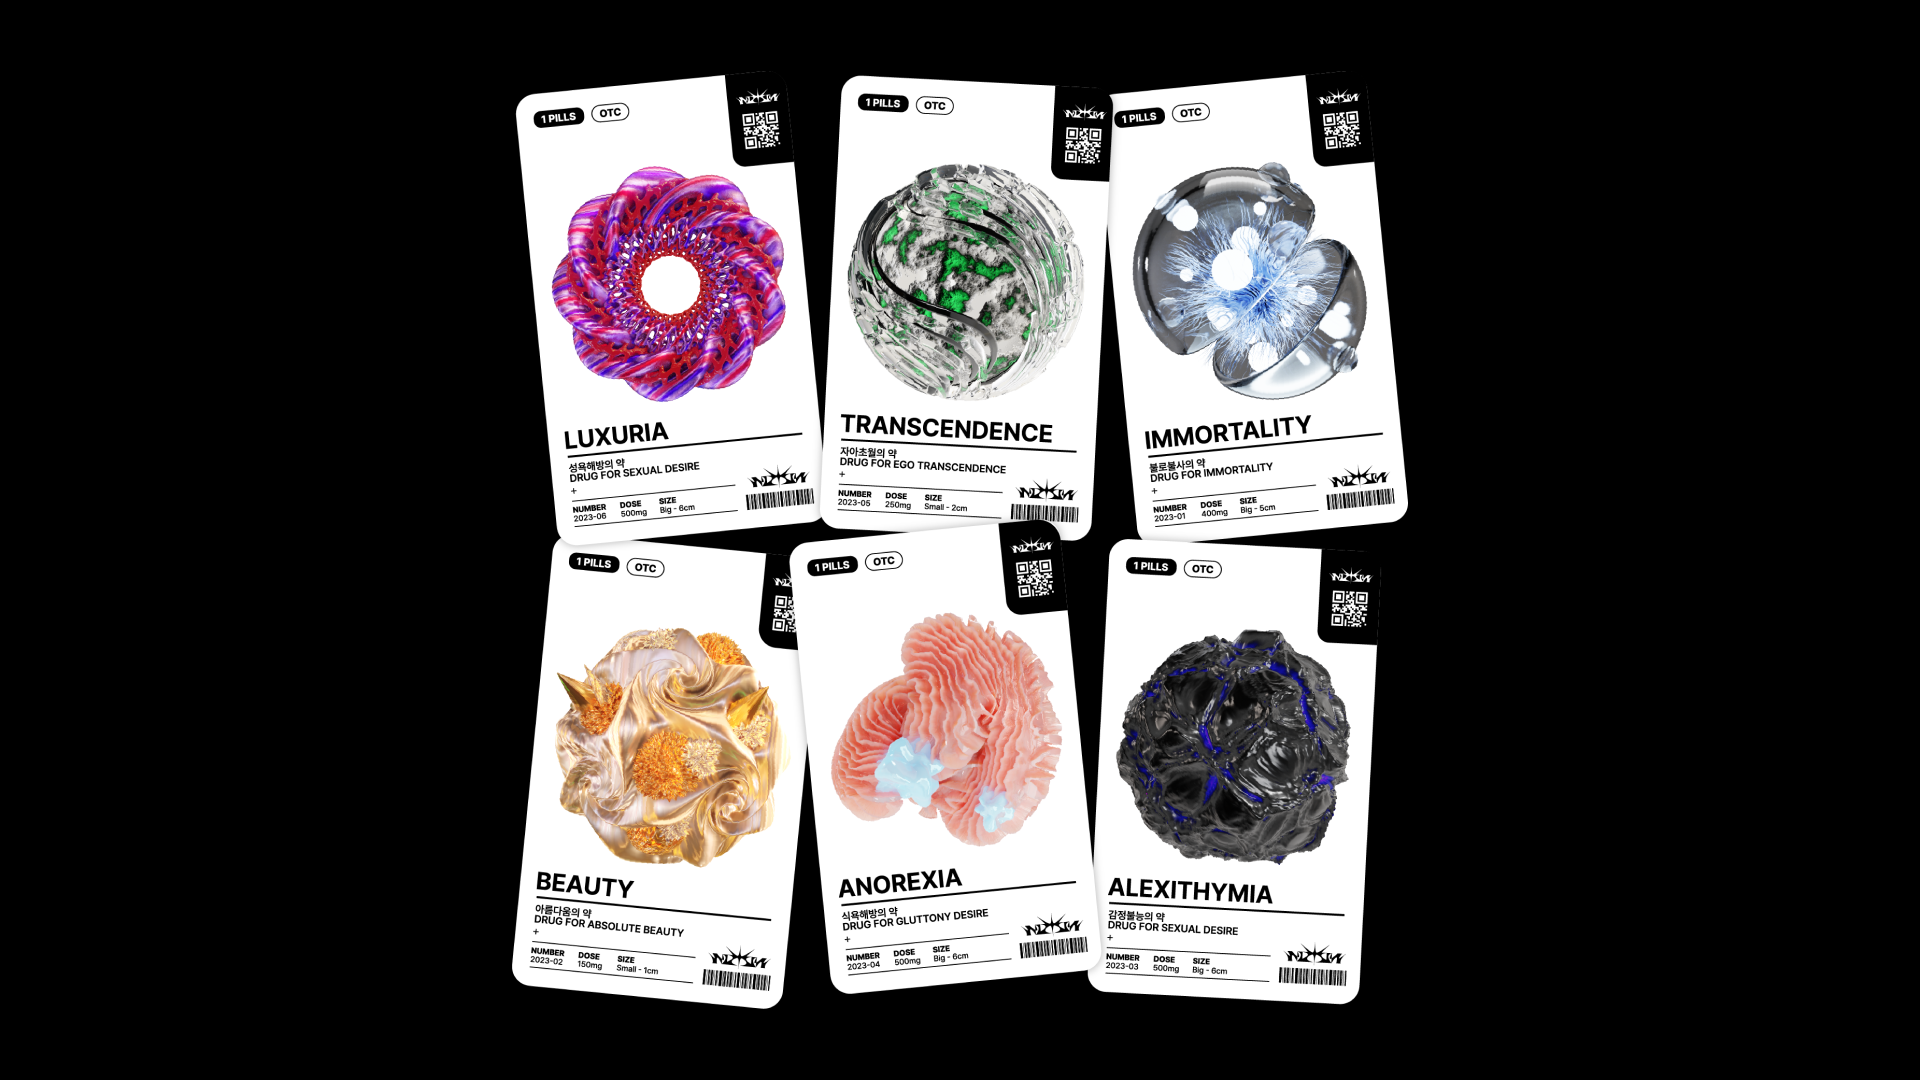 1 PILLS
OTC
LUXURIA
성욕해방의 약
DRUG FOR SEXUAL DESIRE
+
NUMBER DOSE SIZE
2023-06 500mg Big - 6cm
1 PILLS
OTC
TRANSCENDENCE
자아초월의 약
DRUG FOR EGO TRANSCENDENCE
+
NUMBER DOSE SIZE
2023-05 250mg Small - 2cm
1 PILLS
OTC
IMMORTALITY
불로불사의 약
DRUG FOR IMMORTALITY
+
NUMBER DOSE SIZE
2023-01 400mg Big - 5cm
1 PILLS
OTC
BEAUTY
아름다움의 약
DRUG FOR ABSOLUTE BEAUTY
+
NUMBER DOSE SIZE
2023-02 150mg Small - 1cm
1 PILLS
OTC
ANOREXIA
식욕해방의 약
DRUG FOR GLUTTONY DESIRE
+
NUMBER DOSE SIZE
2023-04 500mg Big - 6cm
1 PILLS
OTC
ALEXITHYMIA
감정불능의 약
DRUG FOR SEXUAL DESIRE
+
NUMBER DOSE SIZE
2023-03 500mg Big - 6cm